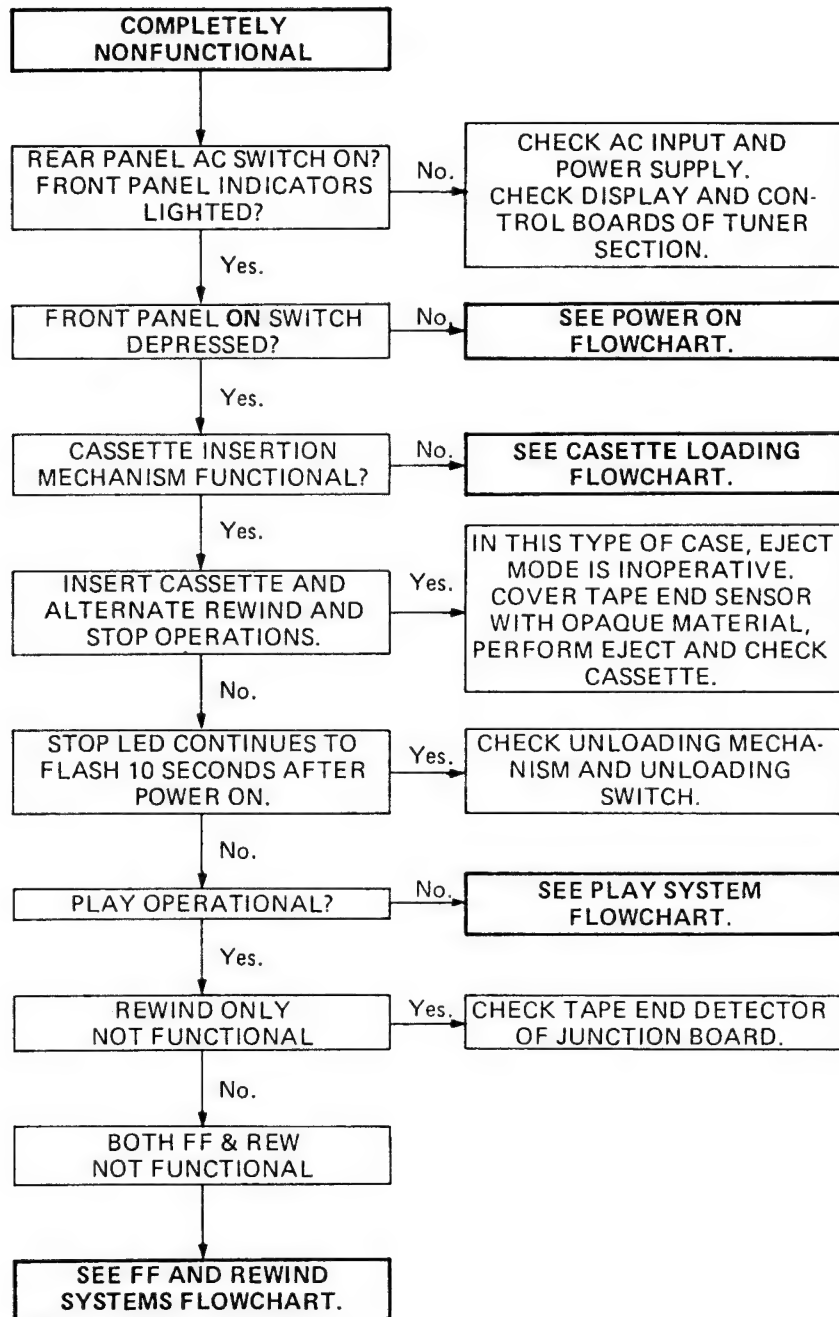 COMPLETELY
NONFUNCTIONAL
REAR PANEL AC SWITCH ON?
FRONT PANEL INDICATORS
LIGHTED?
No.
CHECK AC INPUT AND
POWER SUPPLY.
CHECK DISPLAY AND CON-
TROL BOARDS OF TUNER
SECTION.
Yes.
FRONT PANEL ON SWITCH
DEPRESSED?
No.
SEE POWER ON
FLOWCHART.
Yes.
CASSETTE INSERTION
MECHANISM FUNCTIONAL?
No.
SEE CASETTE LOADING
FLOWCHART.
Yes.
INSERT CASSETTE AND
ALTERNATE REWIND AND
STOP OPERATIONS.
Yes.
IN THIS TYPE OF CASE, EJECT
MODE IS INOPERATIVE.
COVER TAPE END SENSOR
WITH OPAQUE MATERIAL,
PERFORM EJECT AND CHECK
CASSETTE.
No.
STOP LED CONTINUES TO
FLASH 10 SECONDS AFTER
POWER ON.
Yes.
CHECK UNLOADING MECHA-
NISM AND UNLOADING
SWITCH.
No.
PLAY OPERATIONAL?
No.
SEE PLAY SYSTEM
FLOWCHART.
Yes.
REWIND ONLY
NOT FUNCTIONAL
Yes.
CHECK TAPE END DETECTOR
OF JUNCTION BOARD.
No.
BOTH FF & REW
NOT FUNCTIONAL
SEE FF AND REWIND
SYSTEMS FLOWCHART.